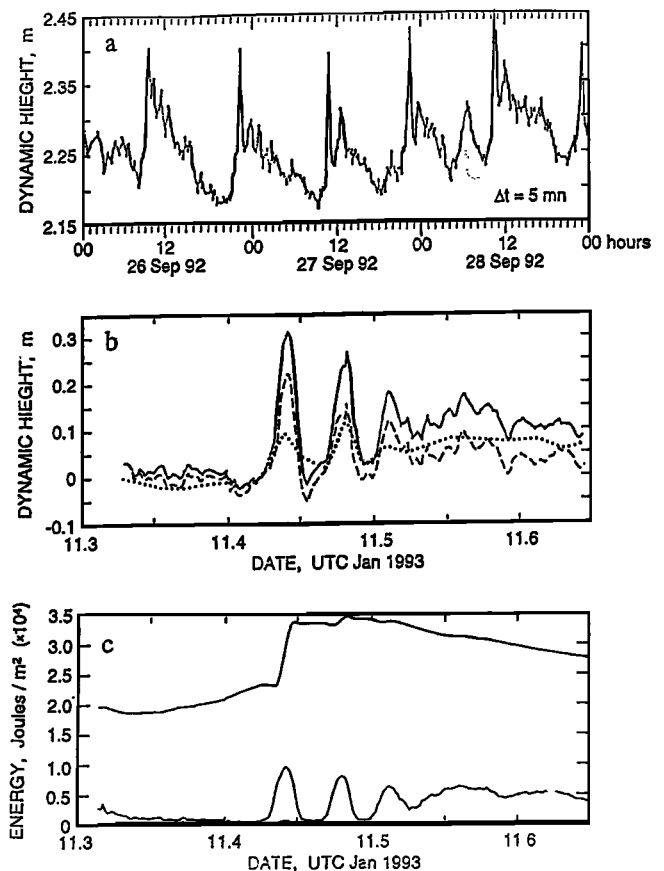 2.45
a
2.35
2.25
2.15
DYNAMIC HIEGHT, m
Δt = 5 mn
00 12 00 12 00 12 00 hours
26 Sep 92 27 Sep 92 28 Sep 92
b
0.3
0.2
0.1
0
-0.1
DYNAMIC HIEGHT, m
11.3 11.4 11.5 11.6
DATE, UTC Jan 1993
c
3.5
3.0
2.5
2.0
1.5
1.0
0.5
0
ENERGY, Joules / m² (x10⁴)
11.3 11.4 11.5 11 6
DATE, UTC Jan 1993